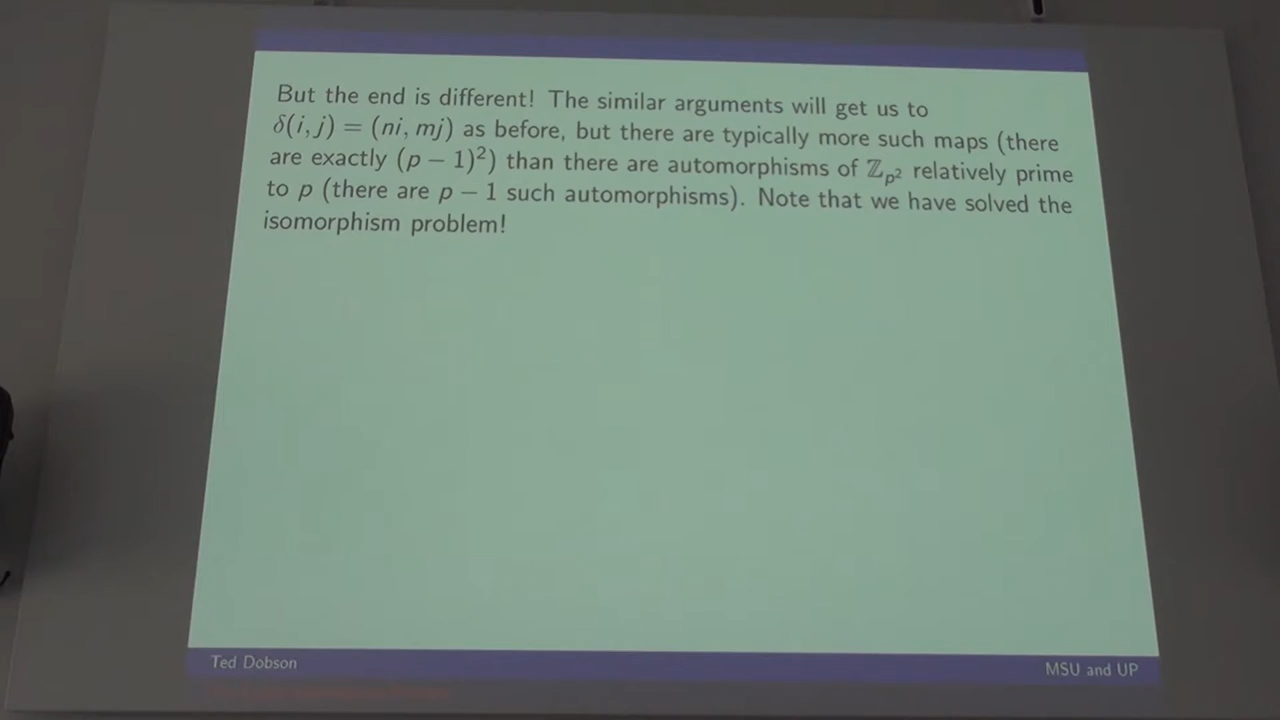 But the end is different! The similar arguments will get us to
δ(i, j) = (ni, mj) as before, but there are typically more such maps (there
are exactly (p − 1)²) than there are automorphisms of ℤ_{p²} relatively prime
to p (there are p − 1 such automorphisms). Note that we have solved the
isomorphism problem!
Ted Dobson
MSU and UP